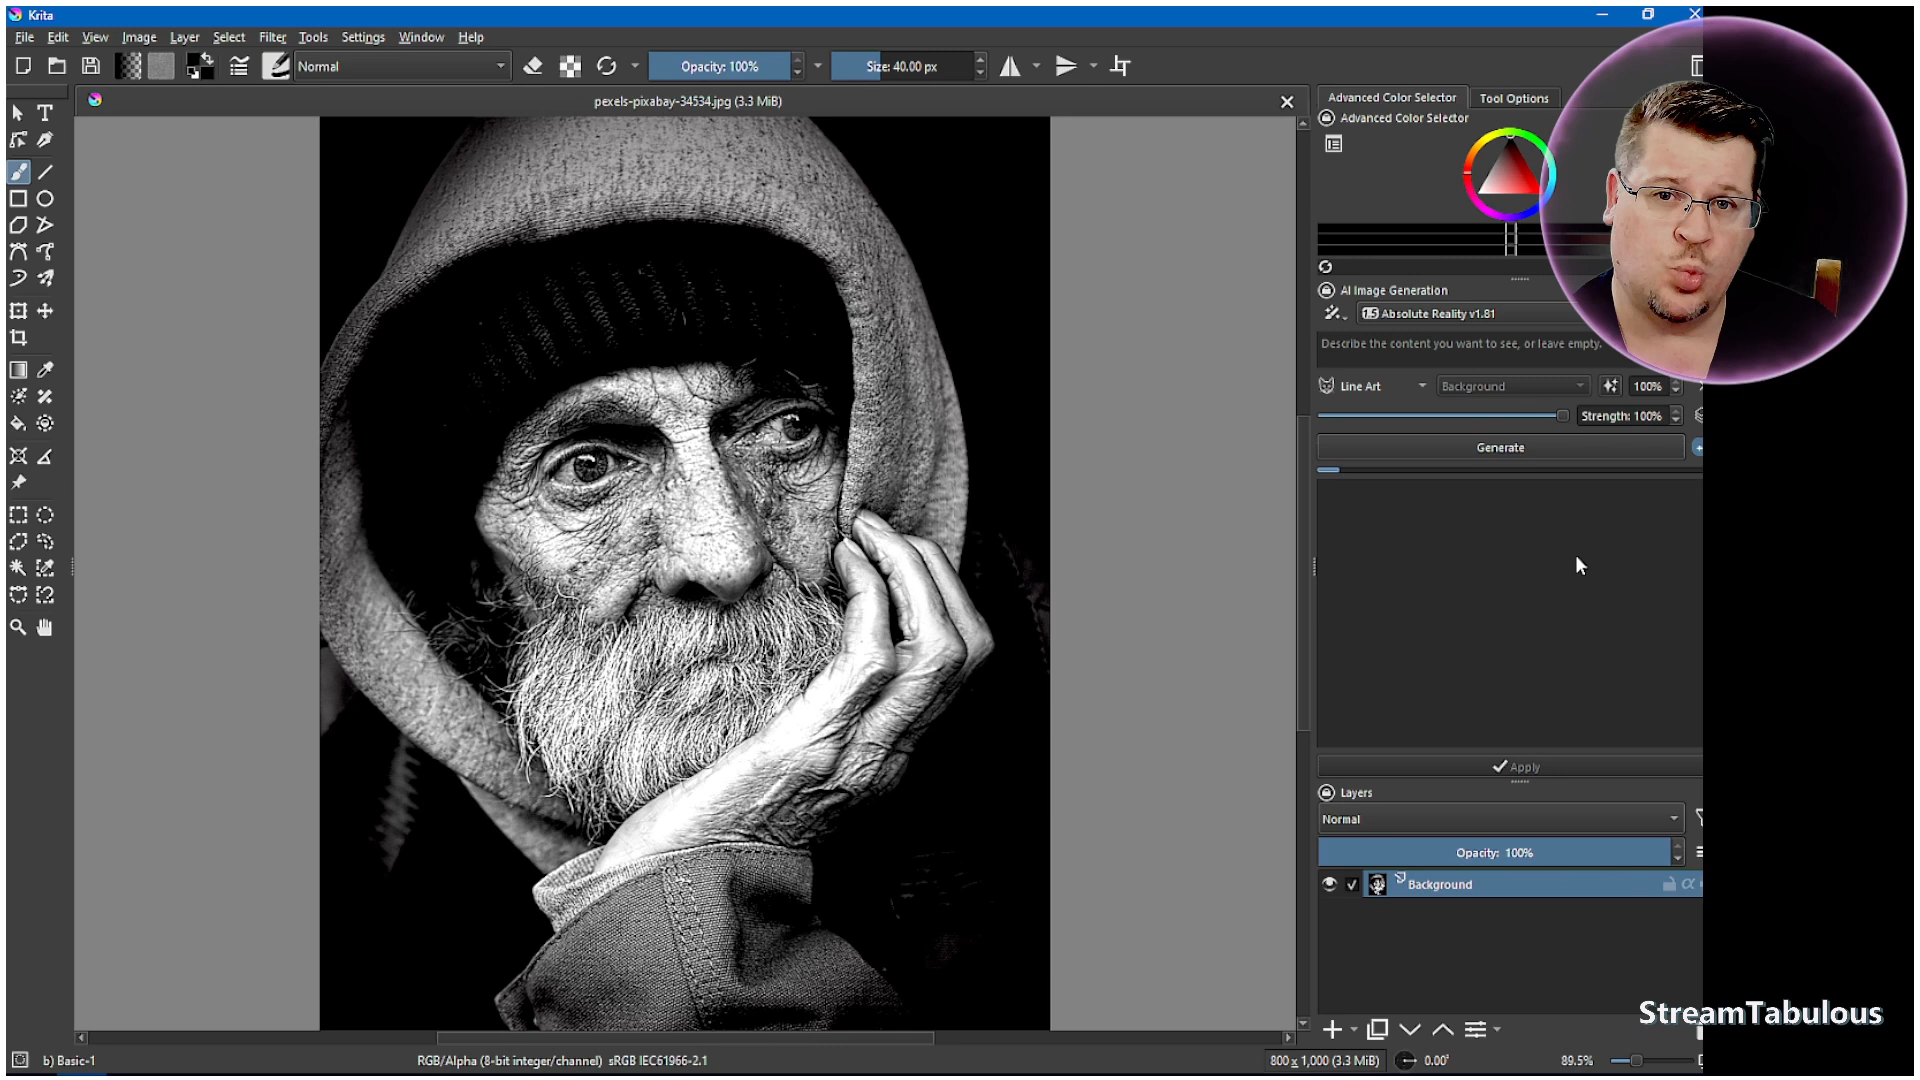 Krita
File Edit View Image Layer Select Filter Tools Settings Window Help
Normal Opacity: 100% Size: 40.00 px
pexels-pixabay-34534.jpg (3.3 MiB)
Advanced Color Selector Tool Options
Advanced Color Selector
AI Image Generation
1.5 Absolute Reality v1.81
Describe the content you want to see, or leave empty.
Line Art Background 100%
Strength: 100%
Generate
Apply
Layers
Normal
Opacity: 100%
Background
StreamTabulous
b) Basic-1 RGB/Alpha (8-bit integer/channel) sRGB IEC61966-2.1 800 x 1,000 (3.3 MiB) 0.00° 89.5%